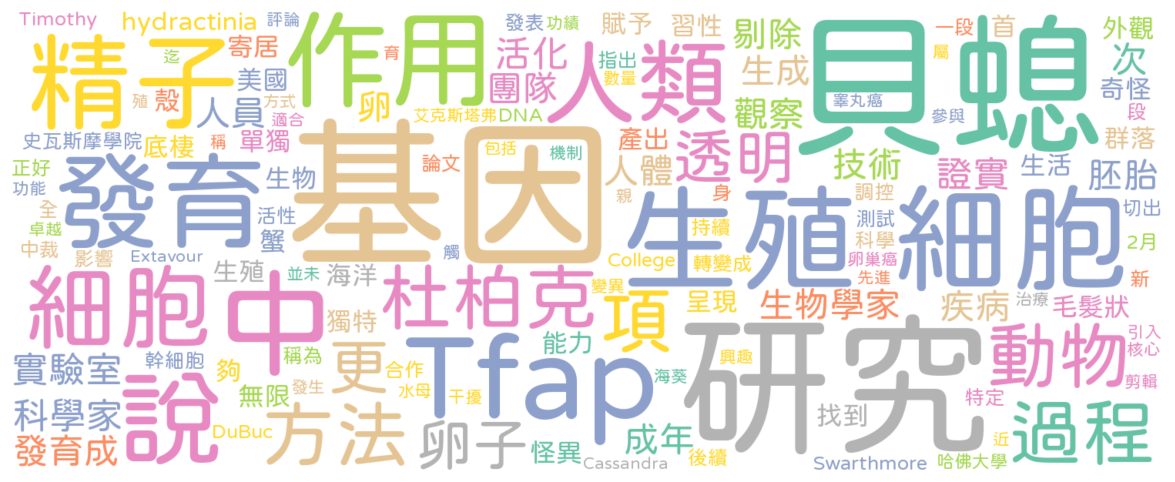 Timothy
hydractinia
評論
迄
寄居
美國
精子
殼
人員
殖
方式
適合
史瓦斯摩學院
底棲
稱
單獨
作用
育
卵
發表
功績
活化
團隊
指出
數量
艾克斯塔弗
DNA
賦予
習性
人類
剔除
生成
觀察
貝螅
一段
首
屬
外觀
次
奇怪
段
睪丸癌
參與
群落
正好
功能
全
卓越
中裁
影響
發育
生物
活性
蟹
Extavour
基因
論文
包括
機制
產出
人體
親
透明
身
觸
技術
調控
證實
生活
胚胎
切出
測試
科學
卵巢癌
先進
2月
新
生殖細胞
持續
College
轉變成
變異
生殖
並未
海洋
細胞中
獨特
幹細胞
稱為
杜柏克
項
呈現
生物學家
疾病
治療
毛髮狀
引入
核心
剪輯
實驗室
科學家
發育成
說
夠
無限
DuBuc
發生
更
方法
合作
水母
干擾
Tfap
能力
卵子
怪異
Cassandra
成年
海葵
後續
興趣
研究
找到
Swarthmore
動物
特定
近
哈佛大學
過程